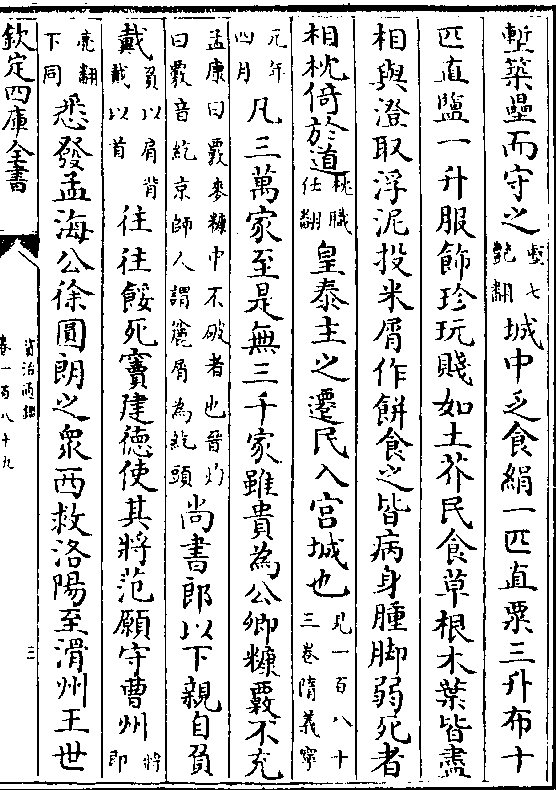 塹築壘而守之塹七艶翻城中乏食絹一匹直粟三升布十
匹直鹽一升服飾珍玩賤如土芥民食草根木葉皆盡
相與澄取浮泥投米屑作餅食之皆病身腫脚弱死者
相枕倚於道枕職任翻皇泰主之遷民入宫城也見一百八十三卷隋義寧
元年四月凡三萬家至是無三千家雖貴為公卿糠覈不充
孟康曰覈麥糠中不破者也晉灼曰覈音紇京師人謂麤屑為紇頭尚書郎以下親自負
戴負以肩背戴以首往往餒死竇建德使其將范願守曹州將即
亮翻下同悉發孟海公徐圓朗之衆西救洛陽至滑州王世
欽定四庫全書
資治通鑑
卷一百八十九
三